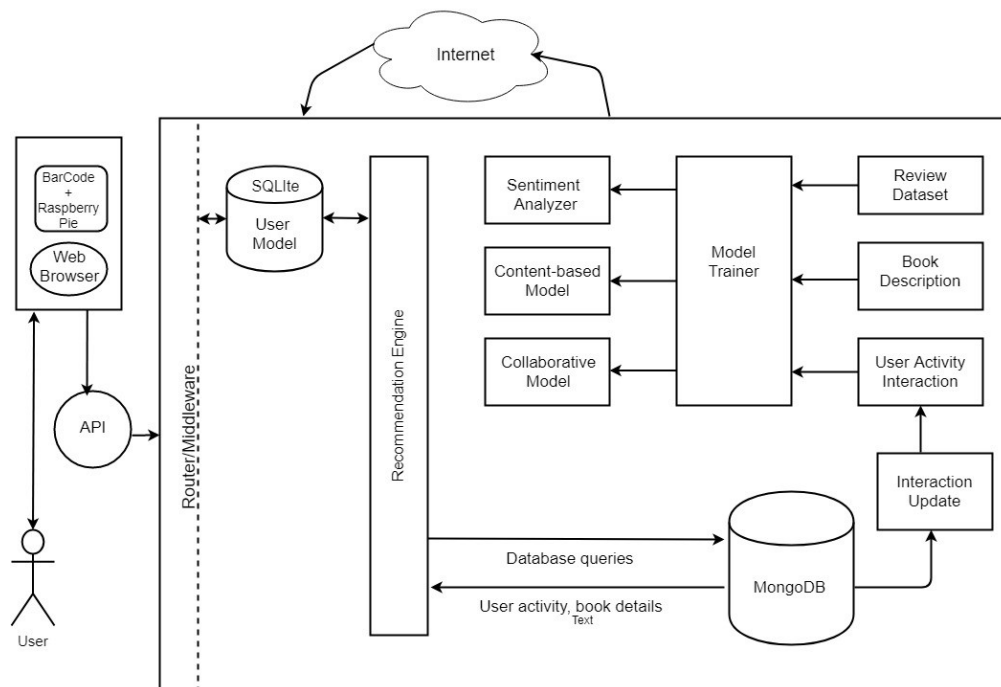 Internet
BarCode
+
Raspberry
Pie
Web
Browser
API
User
Router/Middleware
SQLIte
User
Model
Recommendation Engine
Sentiment
Analyzer
Content-based
Model
Collaborative
Model
Model
Trainer
Review
Dataset
Book
Description
User Activity
Interaction
Interaction
Update
Database queries
User activity, book details
Text
MongoDB